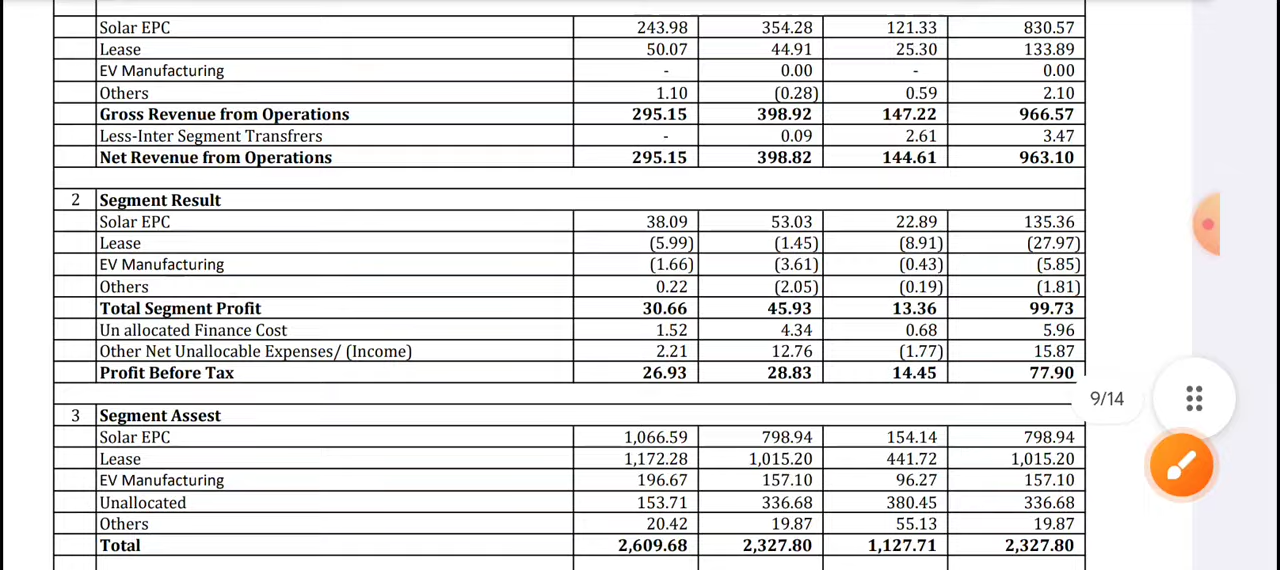 Solar EPC 243.98 354.28 121.33 830.57
Lease 50.07 44.91 25.30 133.89
EV Manufacturing - 0.00 - 0.00
Others 1.10 (0.28) 0.59 2.10
Gross Revenue from Operations 295.15 398.92 147.22 966.57
Less-Inter Segment Transfrers - 0.09 2.61 3.47
Net Revenue from Operations 295.15 398.82 144.61 963.10
2 Segment Result
Solar EPC 38.09 53.03 22.89 135.36
Lease (5.99) (1.45) (8.91) (27.97)
EV Manufacturing (1.66) (3.61) (0.43) (5.85)
Others 0.22 (2.05) (0.19) (1.81)
Total Segment Profit 30.66 45.93 13.36 99.73
Un allocated Finance Cost 1.52 4.34 0.68 5.96
Other Net Unallocable Expenses/ (Income) 2.21 12.76 (1.77) 15.87
Profit Before Tax 26.93 28.83 14.45 77.90
9/14
3 Segment Assest
Solar EPC 1,066.59 798.94 154.14 798.94
Lease 1,172.28 1,015.20 441.72 1,015.20
EV Manufacturing 196.67 157.10 96.27 157.10
Unallocated 153.71 336.68 380.45 336.68
Others 20.42 19.87 55.13 19.87
Total 2,609.68 2,327.80 1,127.71 2,327.80